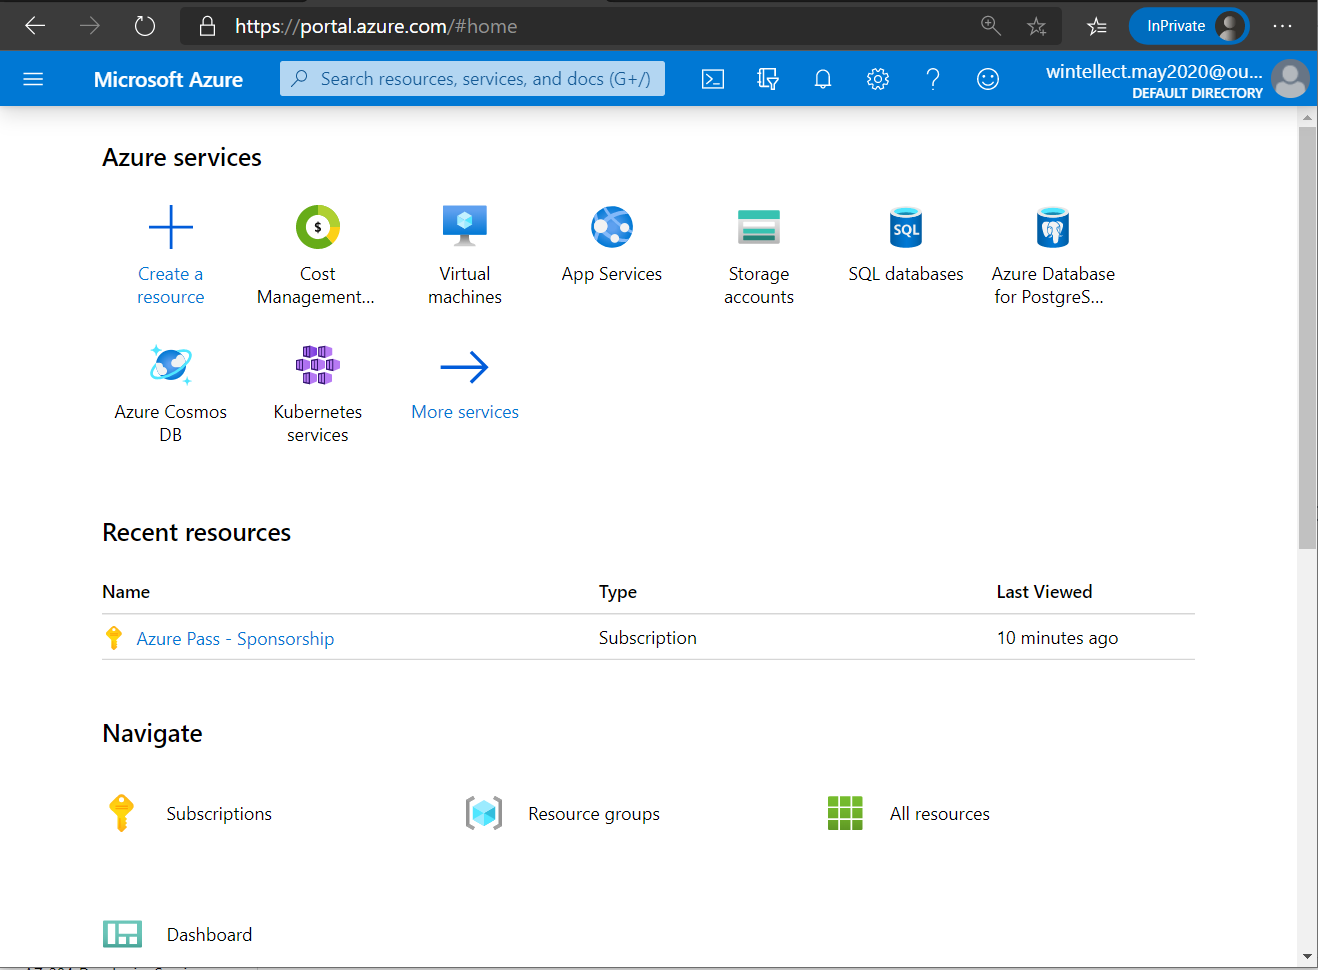 https://portal.azure.com/#home
InPrivate
Microsoft Azure
Search resources, services, and docs (G+/)
wintellect.may2020@ou...
DEFAULT DIRECTORY
Azure services
Create a
resource
Cost
Management...
Virtual
machines
App Services
Storage
accounts
SQL
SQL databases
Azure Database
for PostgreS...
Azure Cosmos
DB
Kubernetes
services
More services
Recent resources
Name Type Last Viewed
Azure Pass - Sponsorship Subscription 10 minutes ago
Navigate
Subscriptions
Resource groups
All resources
Dashboard